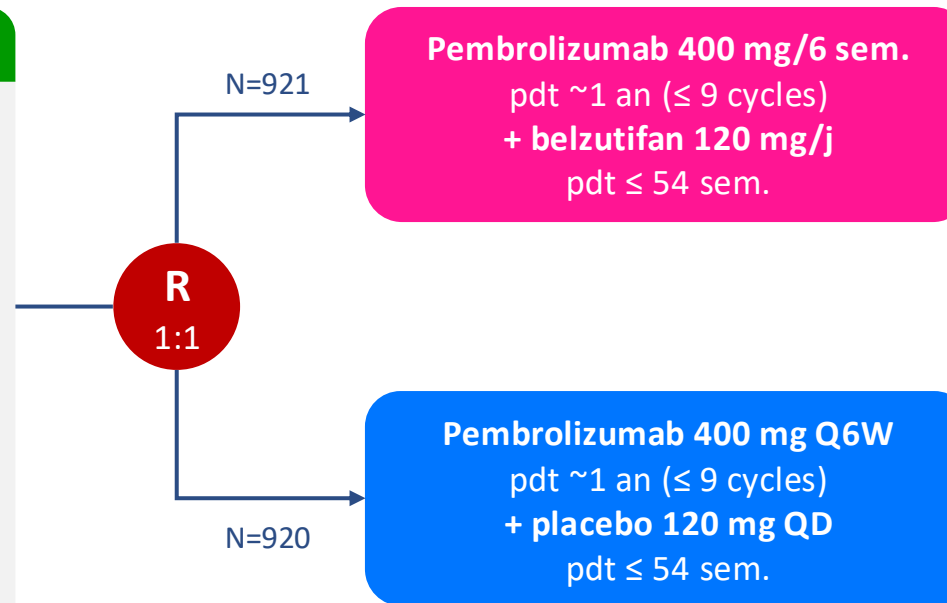 N=921
Pembrolizumab 400 mg/6 sem.
pdt ~1 an (≤ 9 cycles)
+ belzutifan 120 mg/j
pdt ≤ 54 sem.
R
1:1
Pembrolizumab 400 mg Q6W
pdt ~1 an (≤ 9 cycles)
+ placebo 120 mg QD
pdt ≤ 54 sem.
N=920